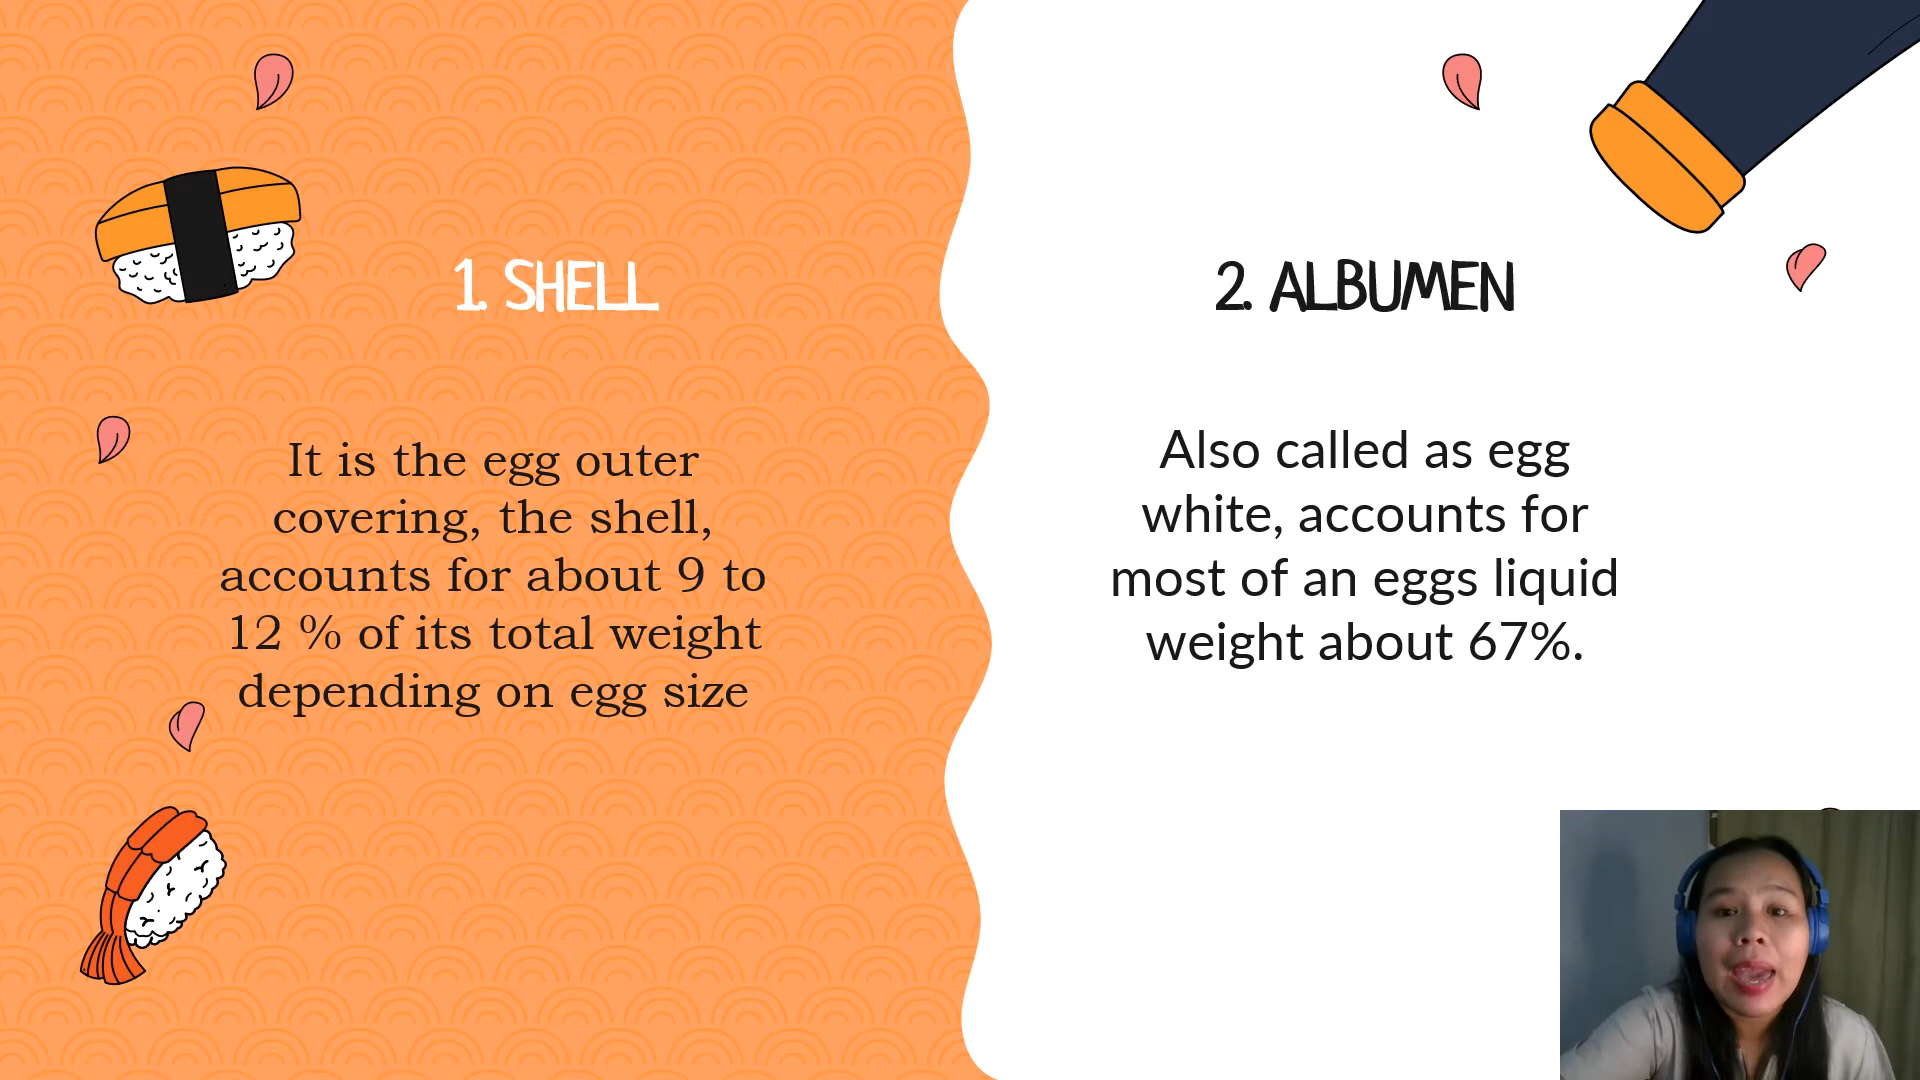 1. SHELL
It is the egg outer
covering, the shell,
accounts for about 9 to
12 % of its total weight
depending on egg size
2. ALBUMEN
Also called as egg
white, accounts for
most of an eggs liquid
weight about 67%.